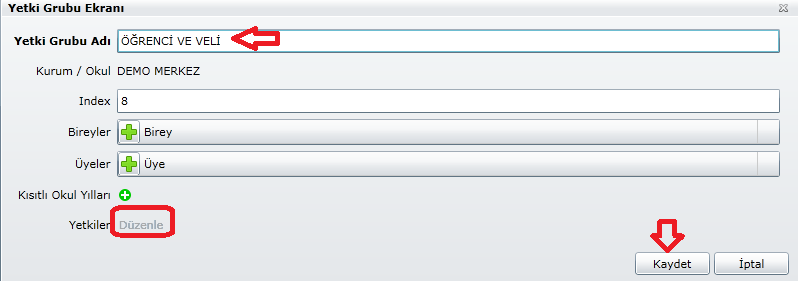 Yetki Grubu Ekranı
Yetki Grubu Adı ÖĞRENCİ VE VELİ
Kurum / Okul DEMO MERKEZ
Index 8
Bireyler Birey
Üyeler Üye
Kısıtlı Okul Yılları
Yetkiler Düzenle
Kaydet İptal